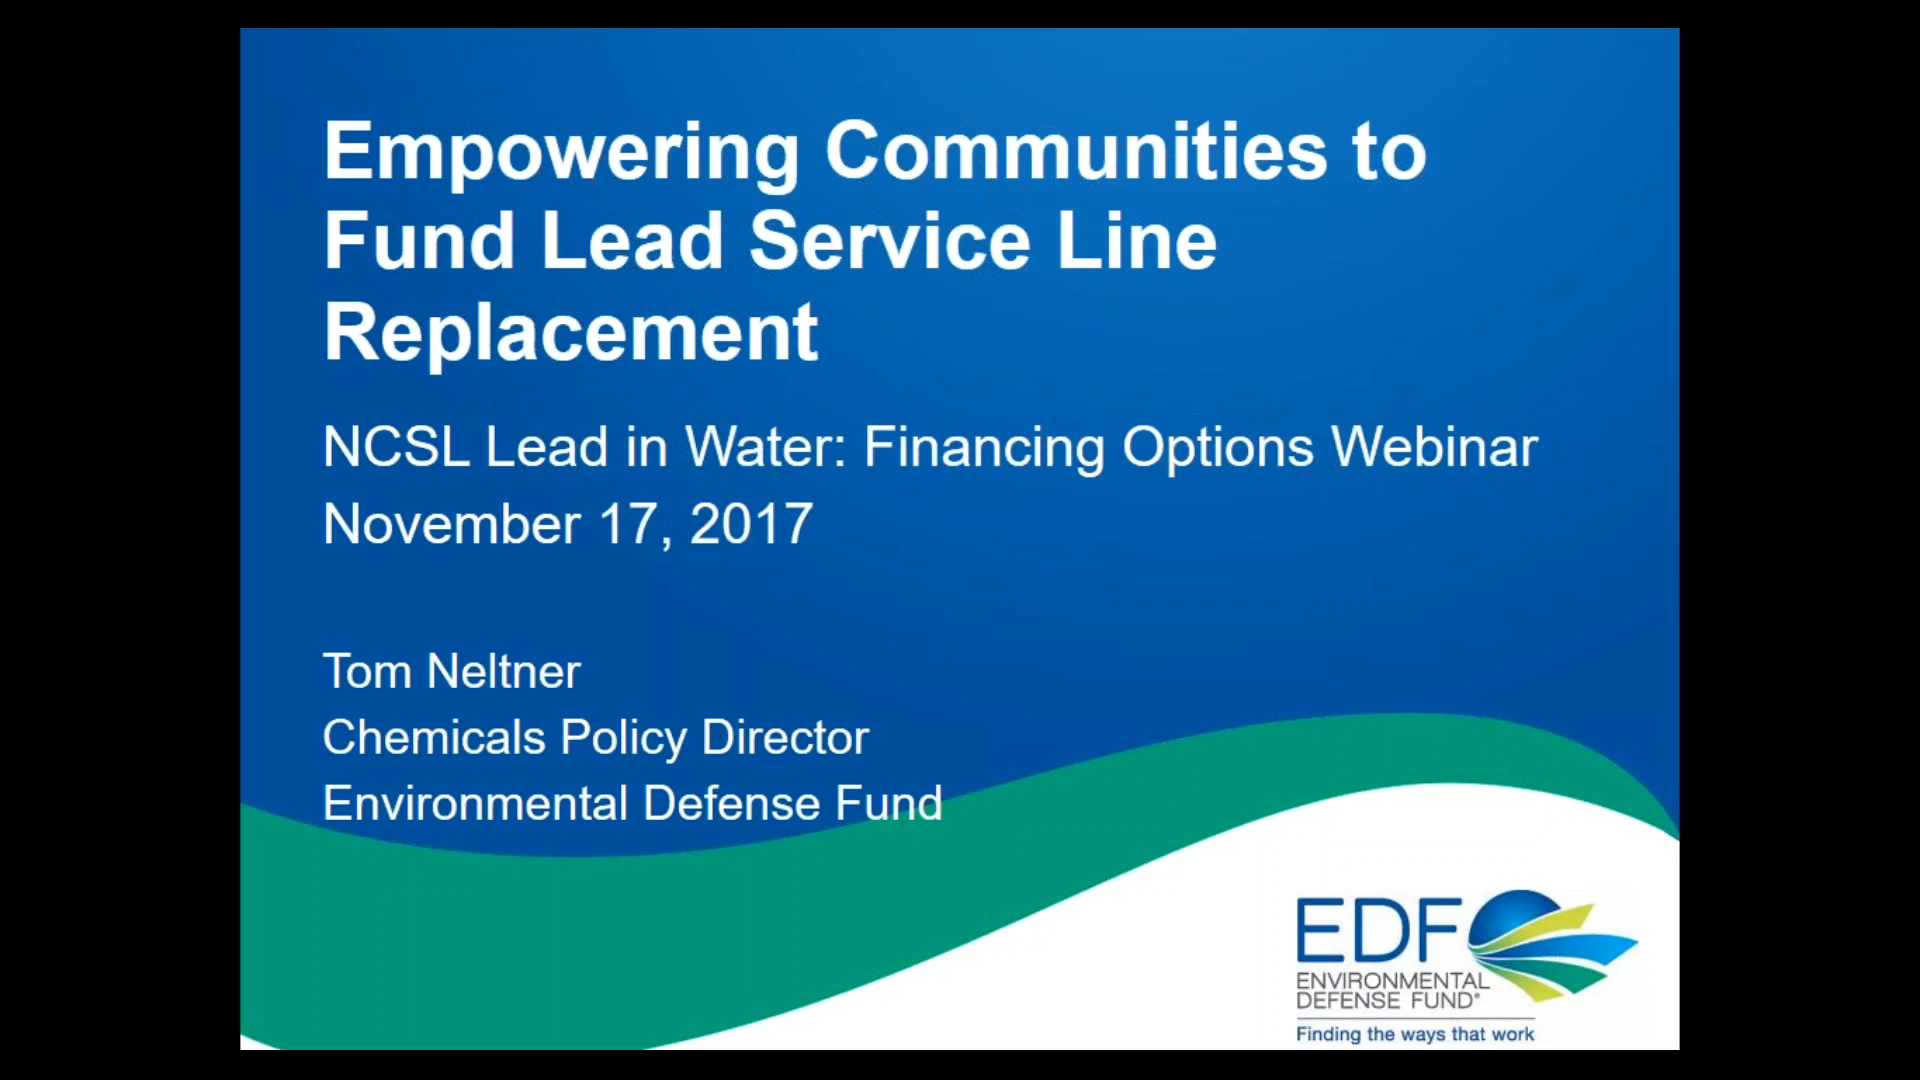 Empowering Communities to
Fund Lead Service Line
Replacement
NCSL Lead in Water: Financing Options Webinar
November 17, 2017
Tom Neltner
Chemicals Policy Director
Environmental Defense Fund
EDF
ENVIRONMENTAL
DEFENSE FUND®
Finding the ways that work